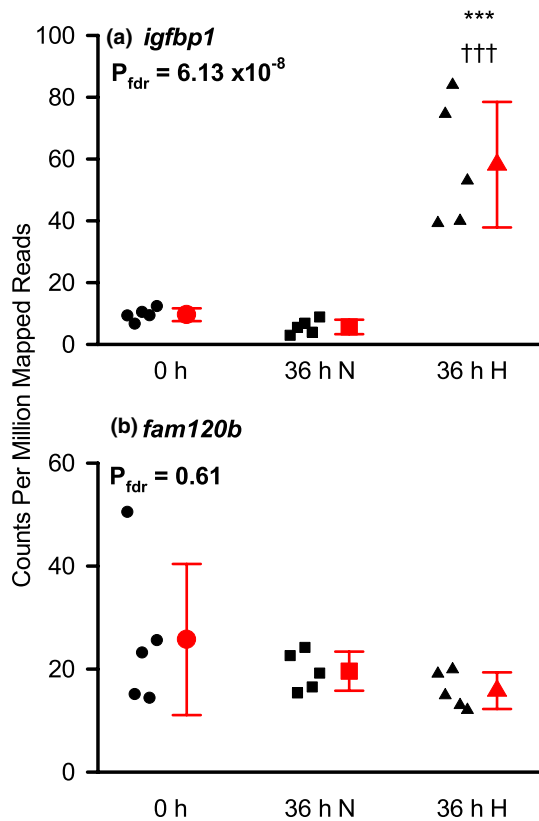 Counts Per Million Mapped Reads
(a) igfbp1
P_fdr = 6.13 x10^-8
***
†††
100
80
60
40
20
0
0 h 36 h N 36 h H
(b) fam120b
P_fdr = 0.61
60
40
20
0
0 h 36 h N 36 h H